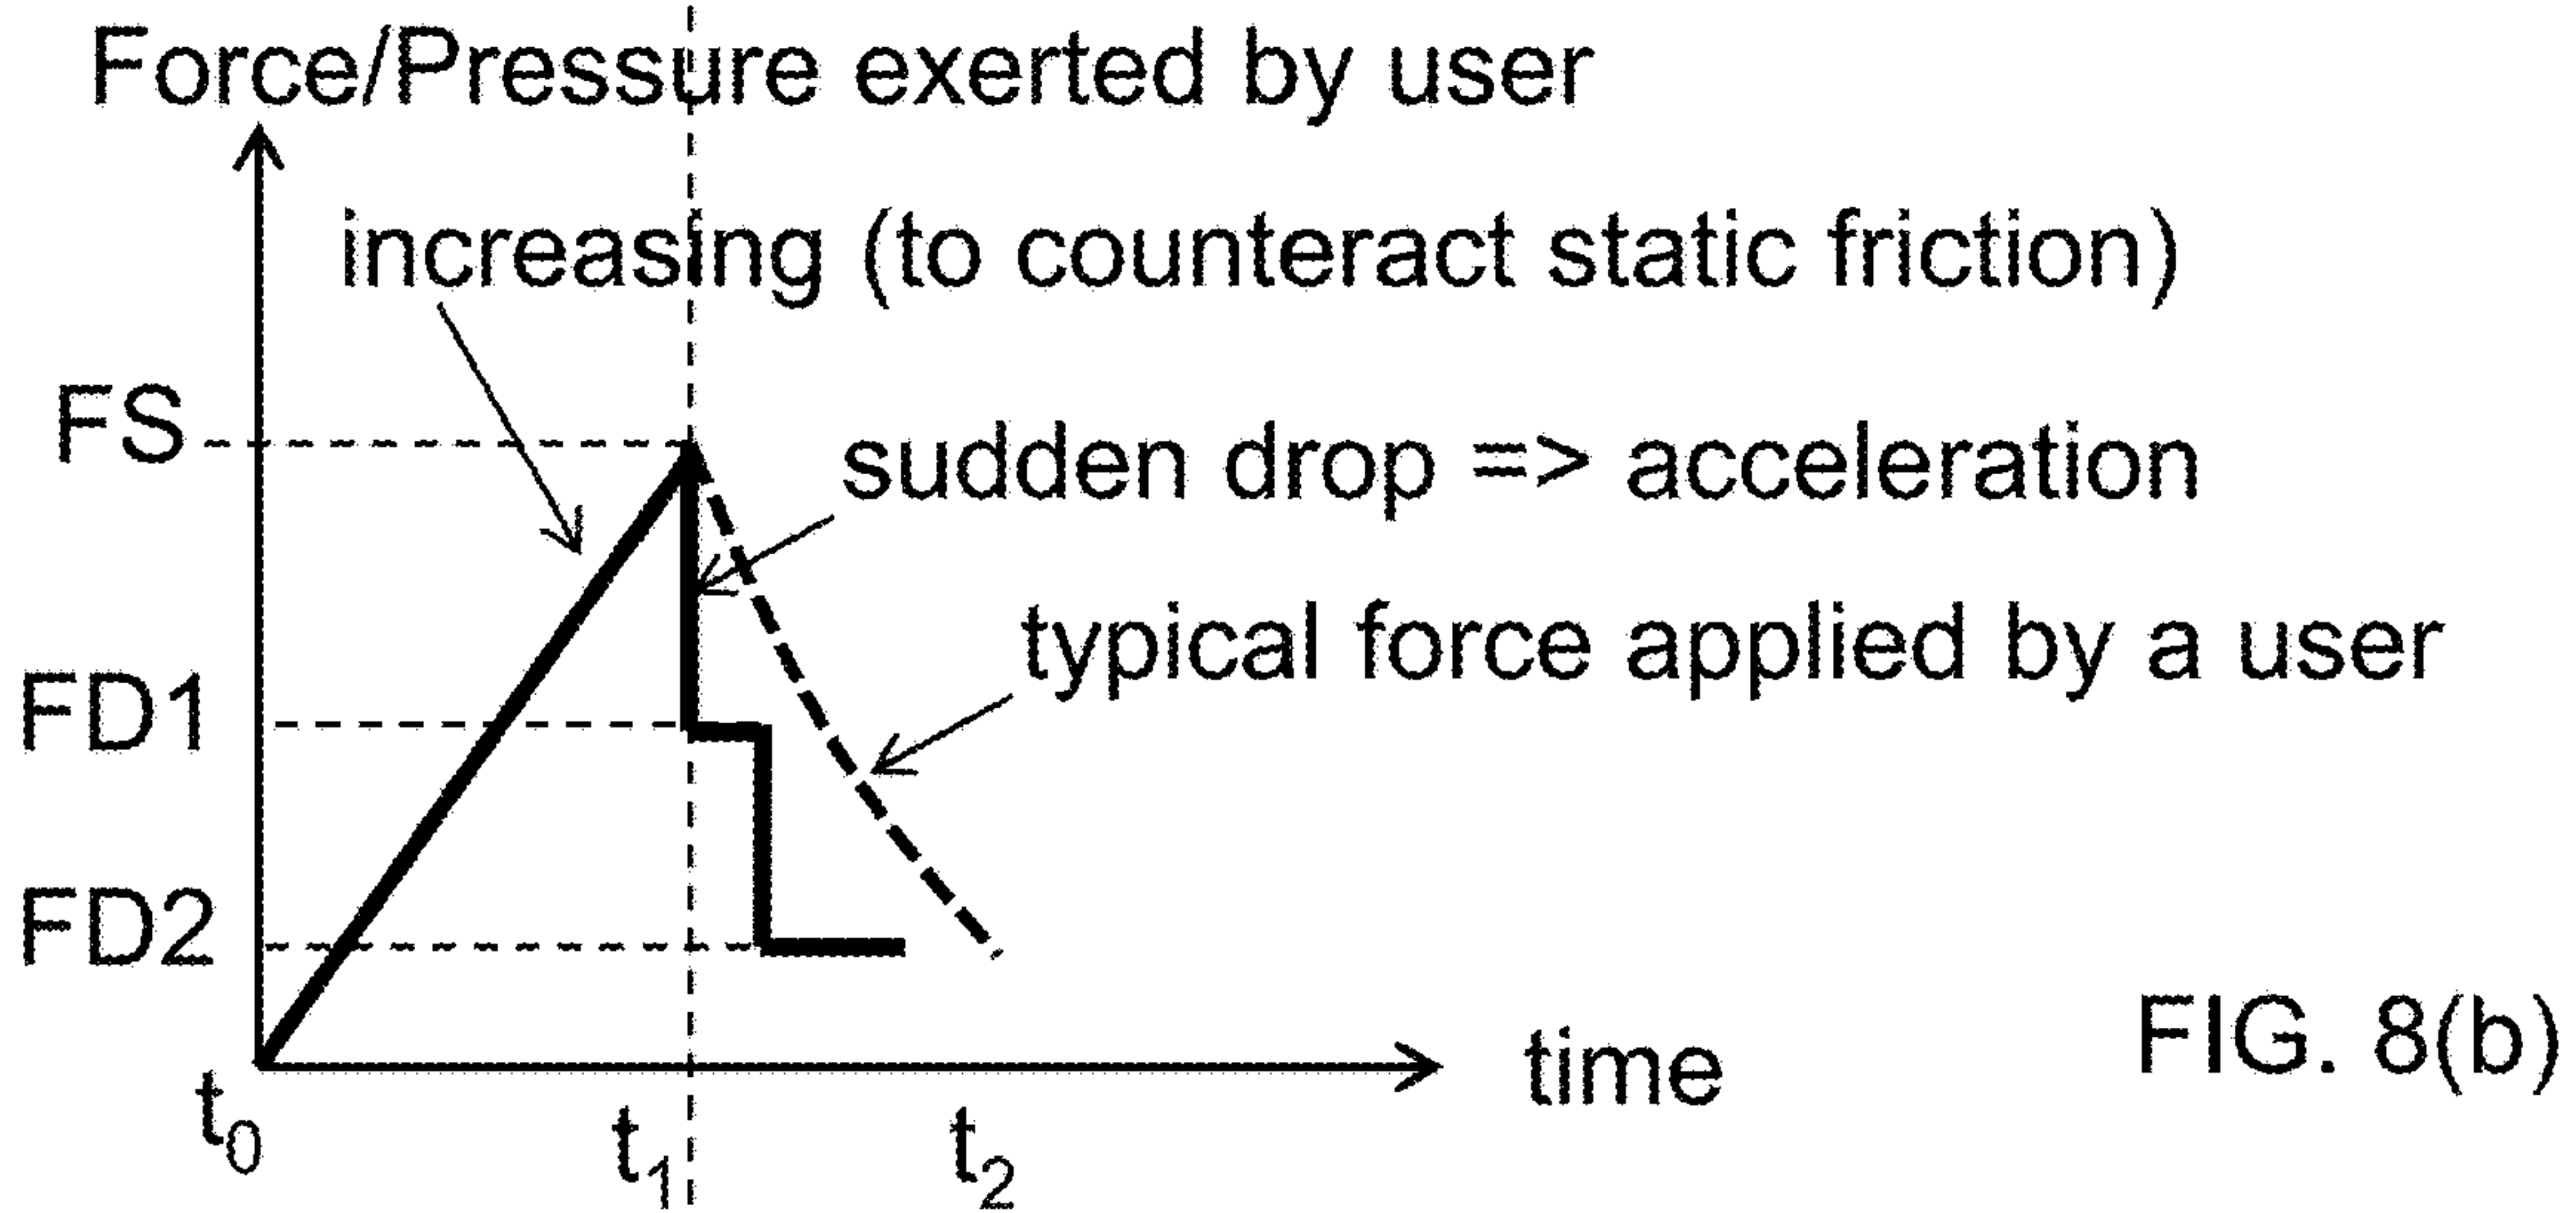 Force/Pressure exerted by user
increasing (to counteract static friction)
FS
sudden drop => acceleration
typical force applied by a user
FD1
FD2
time
FIG. 8(b)
t₀
t₁
t₂